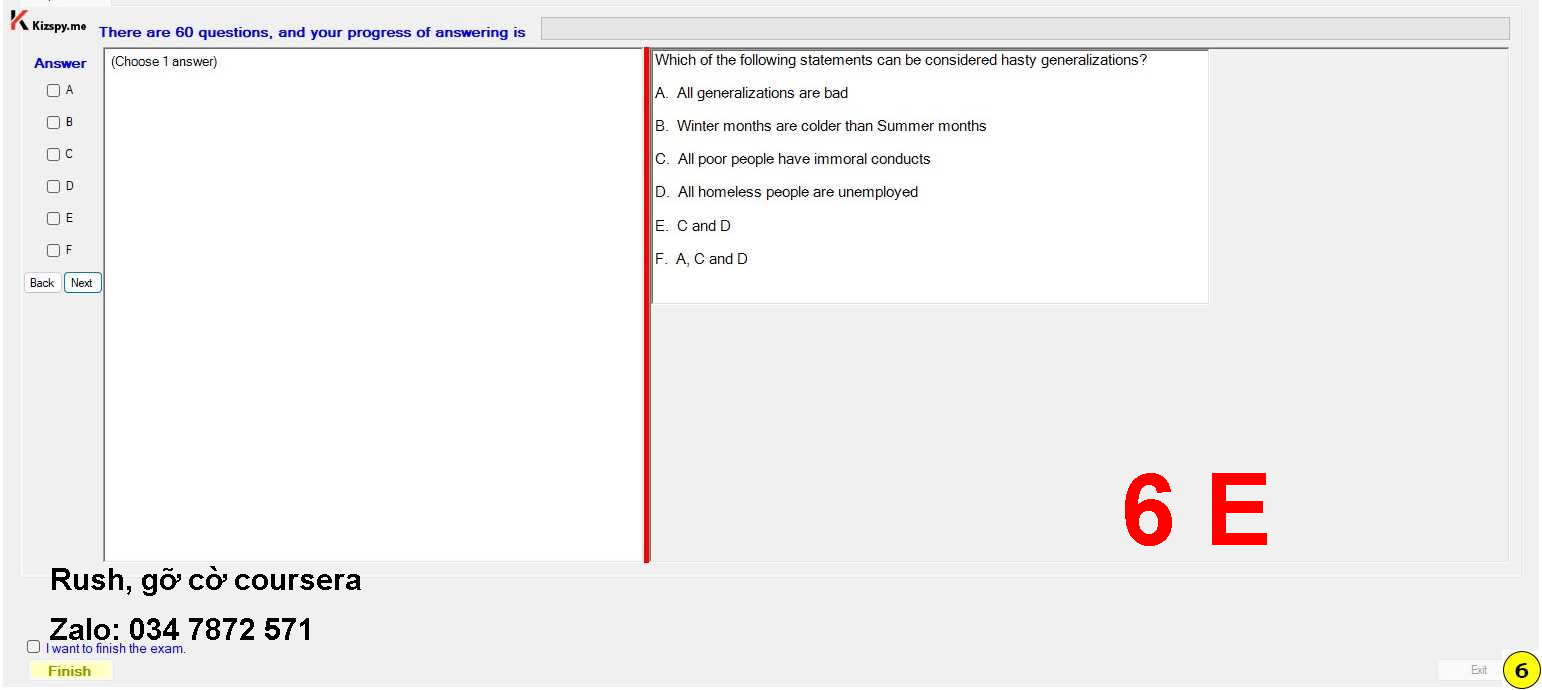 Kizspy.me
There are 60 questions, and your progress of answering is
Answer
A
B
C
D
E
F
Back Next
(Choose 1 answer)
Which of the following statements can be considered hasty generalizations?
A. All generalizations are bad
B. Winter months are colder than Summer months
C. All poor people have immoral conducts
D. All homeless people are unemployed
E. C and D
F. A, C and D
6 E
Rush, gỡ cờ coursera
Zalo: 034 7872 571
I want to finish the exam.
Finish
Exit
6